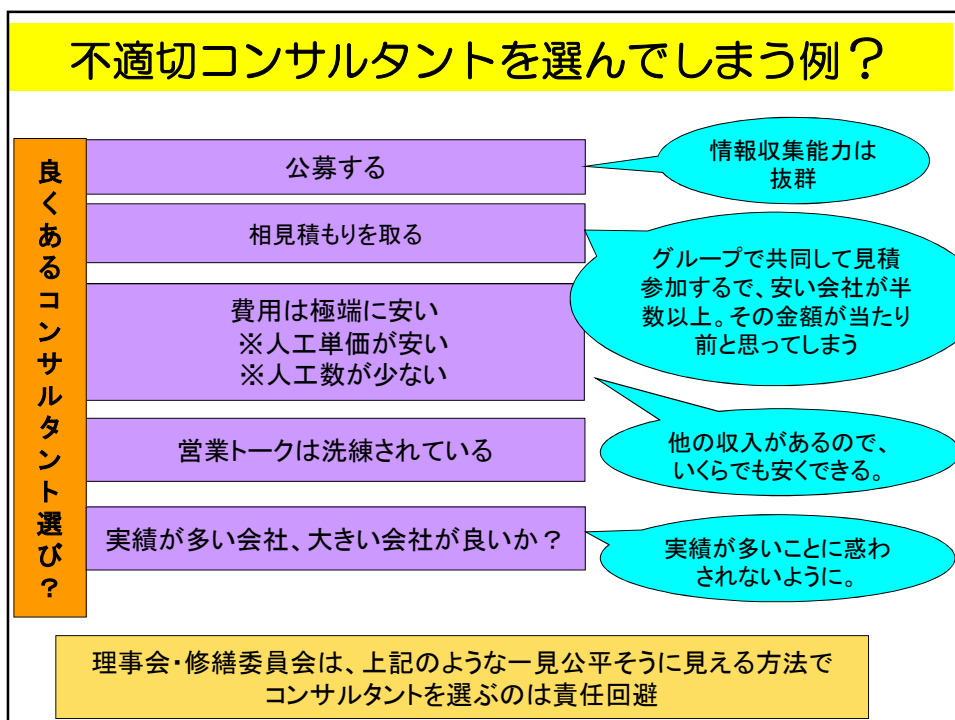 不適切コンサルタントを選んでしまう例？
良くあるコンサルタント選び？
公募する
情報収集能力は
抜群
相見積もりを取る
グループで共同して見積
参加するで、安い会社が半
数以上。その金額が当たり
前と思ってしまう
費用は極端に安い
※人工単価が安い
※人工数が少ない
他の収入があるので、
いくらでも安くできる。
営業トークは洗練されている
実績が多い会社、大きい会社が良いか？
実績が多いことに惑わ
されないように。
理事会・修繕委員会は、上記のような一見公平そうに見える方法で
コンサルタントを選ぶのは責任回避